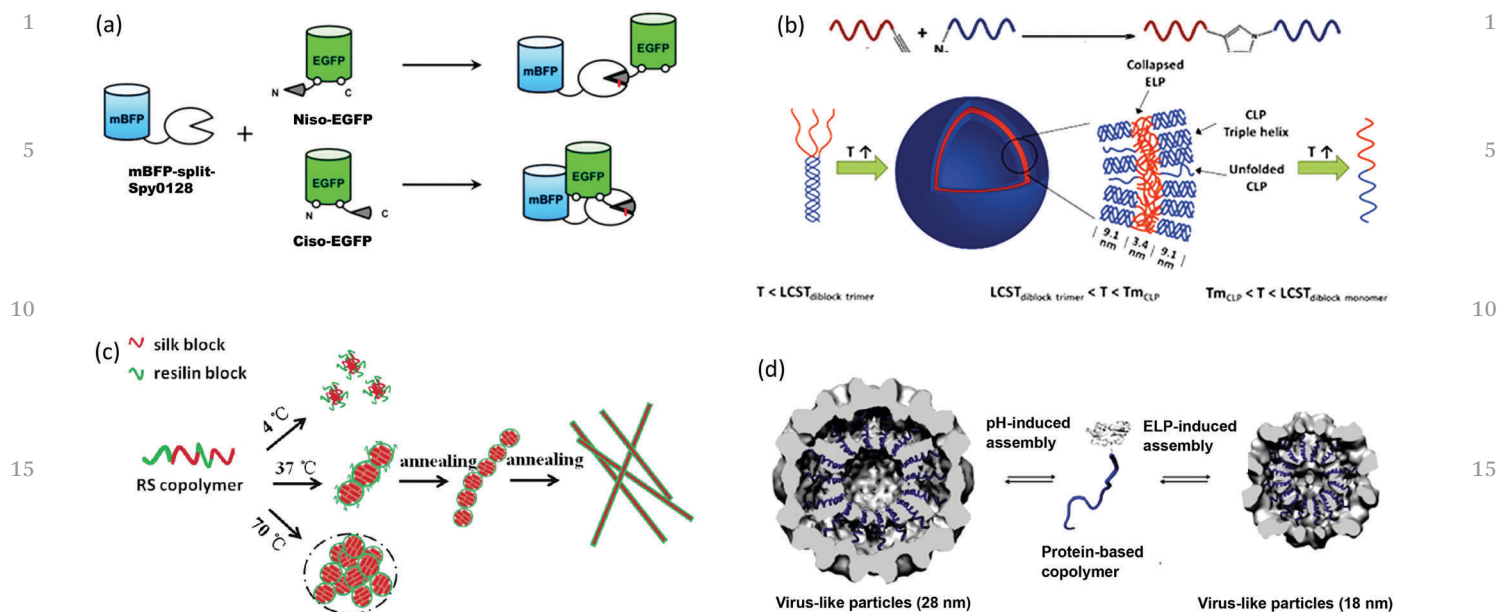 1
5
10
15
(a)
EGFP
EGFP
N
C
mBFP
Niso-EGFP
mBFP
+
EGFP
EGFP
mBFP-split-
Spy0128
mBFP
N
C
Ciso-EGFP
(b)
+
N-
N
Collapsed
ELP
CLP
Triple helix
T ↑
T ↑
Unfolded
CLP
9.1
nm
3.4
nm
9.1
nm
T < LCST diblock trimer
LCST diblock trimer < T < Tm CLP
Tm CLP < T < LCST diblock monomer
(c)
silk block
resilin block
4 ℃
37 ℃
annealing
annealing
RS copolymer
70 ℃
(d)
pH-induced
assembly
ELP-induced
assembly
Protein-based
copolymer
Virus-like particles (28 nm)
Virus-like particles (18 nm)
1
5
10
15